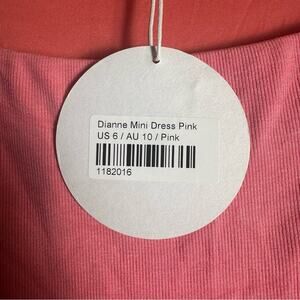 Dianne Mini Dress Pink
US 6 / AU 10 / Pink
1182016